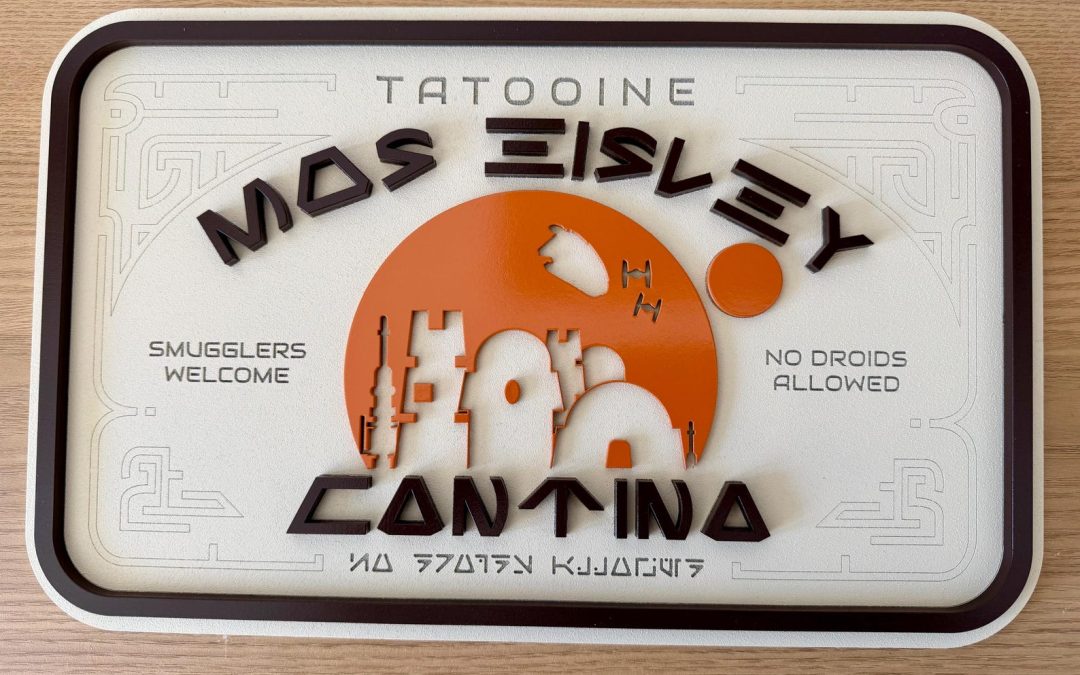 TATOOINE
MOS EISLEY
SMUGGLERS
WELCOME
NO DROIDS
ALLOWED
CANTINA